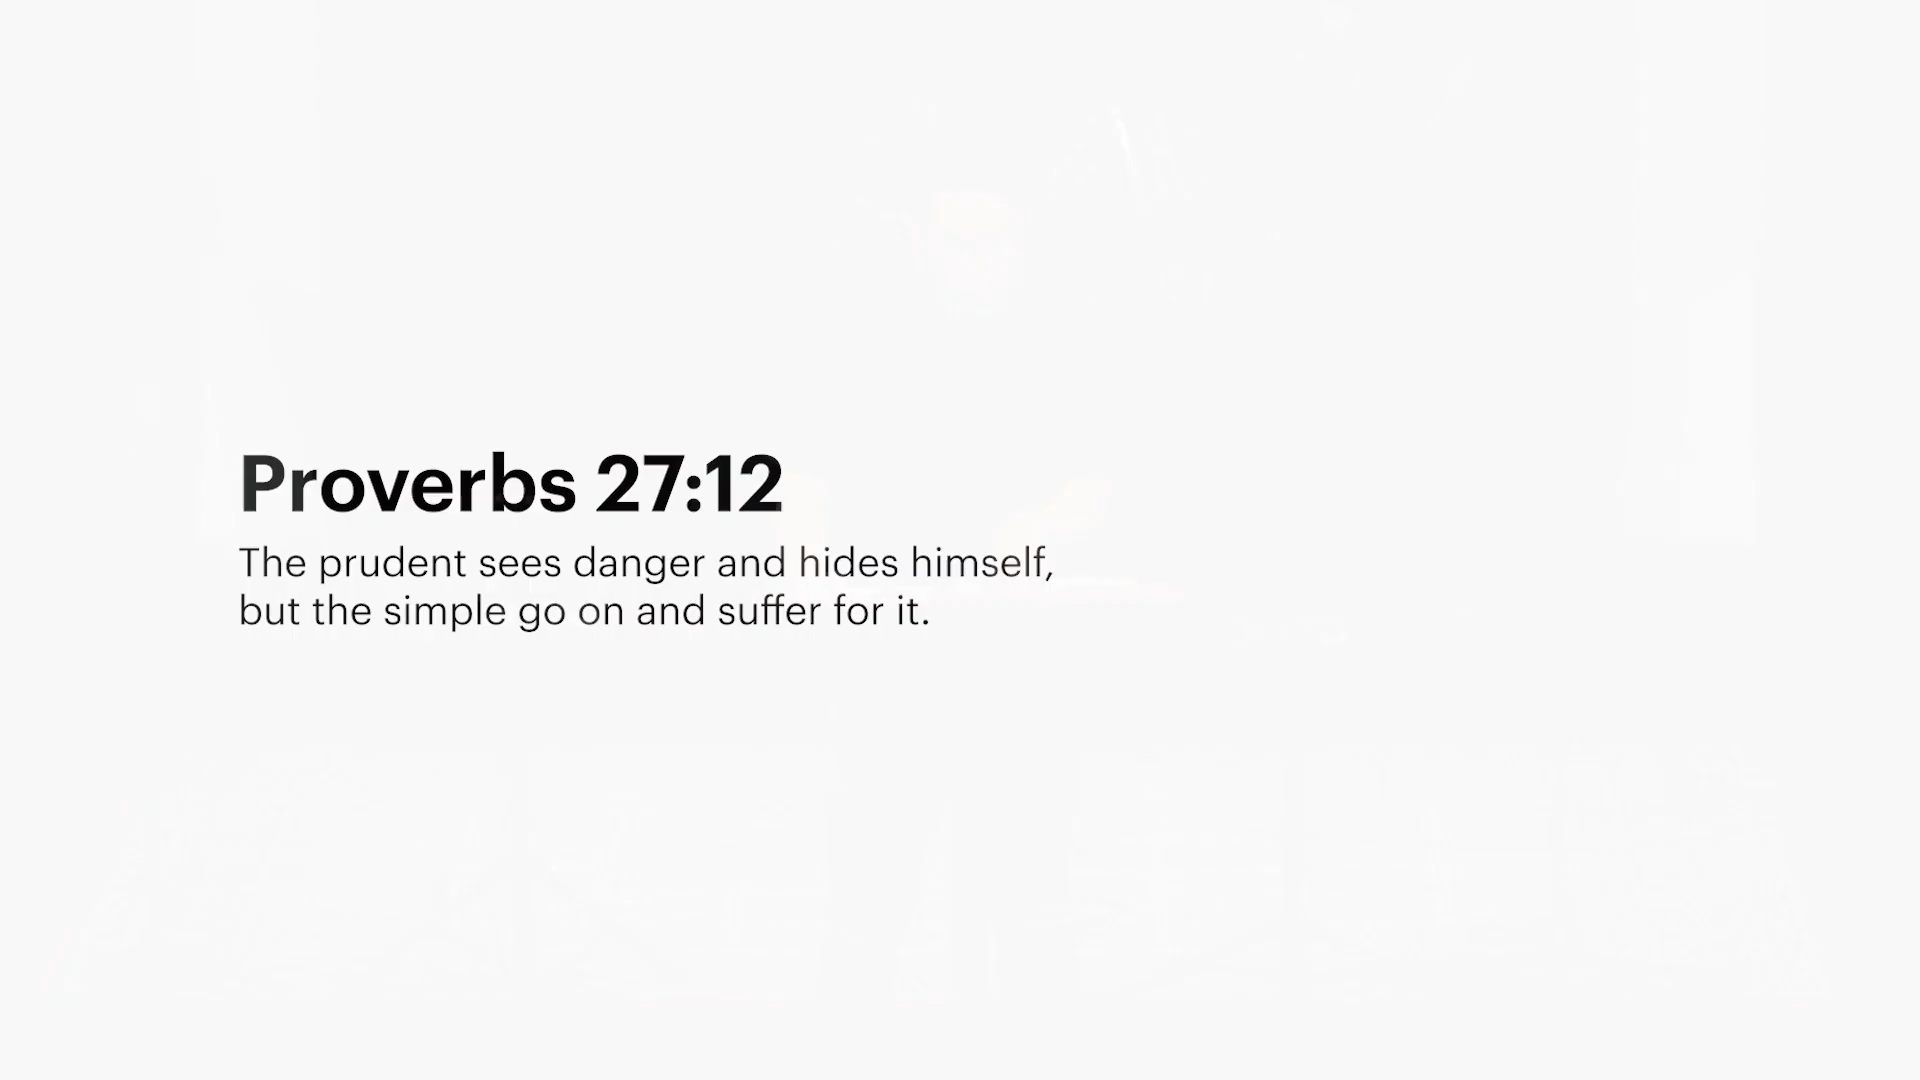 Proverbs 27:12
The prudent sees danger and hides himself,
but the simple go on and suffer for it.